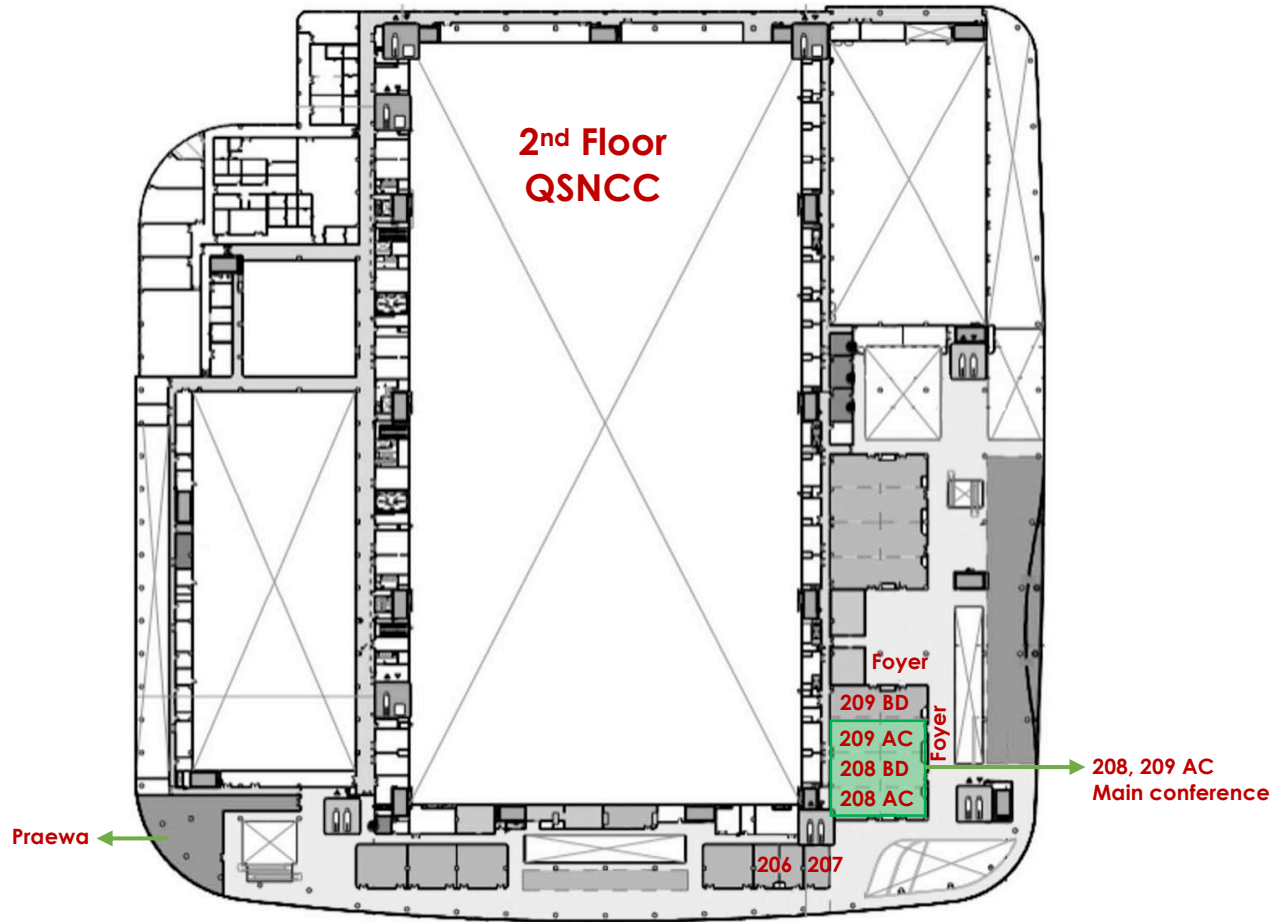 2nd Floor
QSNCC
Foyer
209 BD
Foyer
209 AC
208 BD
208 AC
208, 209 AC
Main conference
Praewa
206 207